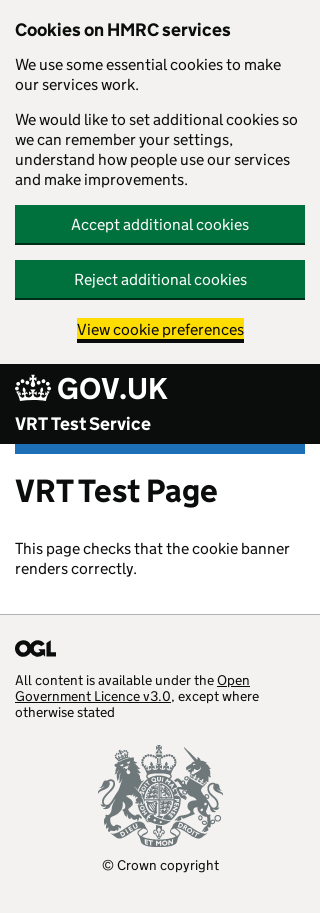 Cookies on HMRC services
We use some essential cookies to make
our services work.
We would like to set additional cookies so
we can remember your settings,
understand how people use our services
and make improvements.
Accept additional cookies
Reject additional cookies
View cookie preferences
GOV.UK
VRT Test Service
VRT Test Page
This page checks that the cookie banner
renders correctly.
OGL
All content is available under the Open
Government Licence v3.0, except where
otherwise stated
DIEU ET MON DROIT
© Crown copyright